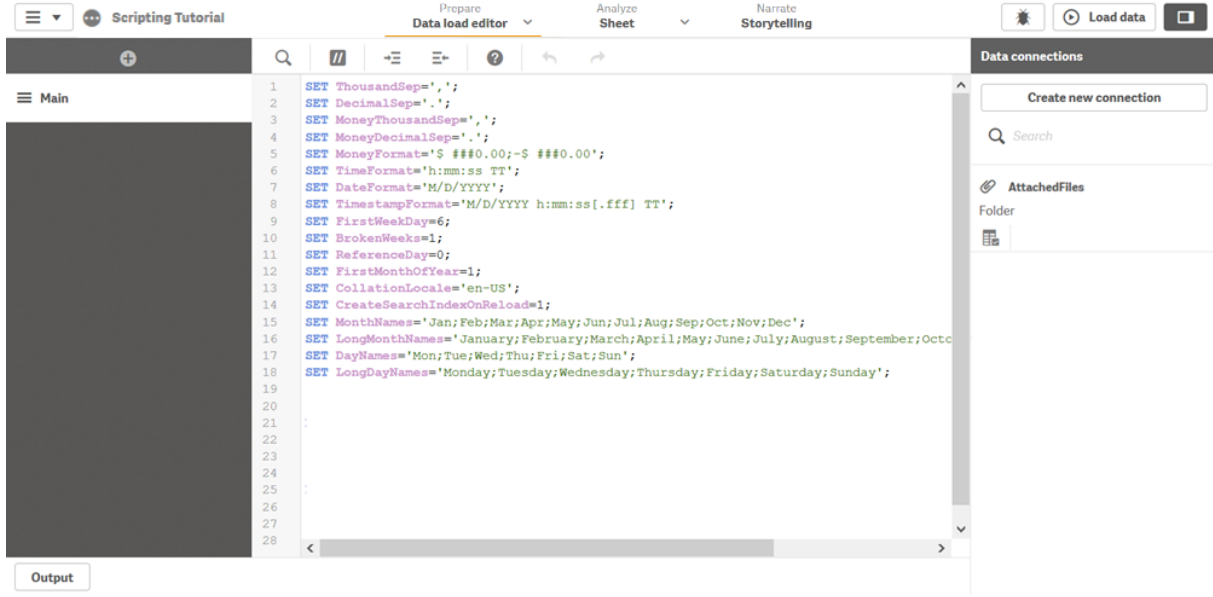 Scripting Tutorial
Prepare
Data load editor
Analyze
Sheet
Narrate
Storytelling
Load data
Main
1 SET ThousandSep=',';
2 SET DecimalSep='.';
3 SET MoneyThousandSep=',';
4 SET MoneyDecimalSep='.';
5 SET MoneyFormat='$ ###0.00;-$ ###0.00';
6 SET TimeFormat='h:mm:ss TT';
7 SET DateFormat='M/D/YYYY';
8 SET TimestampFormat='M/D/YYYY h:mm:ss[.fff] TT';
9 SET FirstWeekDay=6;
10 SET BrokenWeeks=1;
11 SET ReferenceDay=0;
12 SET FirstMonthOfYear=1;
13 SET CollationLocale='en-US';
14 SET CreateSearchIndexOnReload=1;
15 SET MonthNames='Jan;Feb;Mar;Apr;May;Jun;Jul;Aug;Sep;Oct;Nov;Dec';
16 SET LongMonthNames='January;February;March;April;May;June;July;August;September;Octo
17 SET DayNames='Mon;Tue;Wed;Thu;Fri;Sat;Sun';
18 SET LongDayNames='Monday;Tuesday;Wednesday;Thursday;Friday;Saturday;Sunday';
19
20
21
22
23
24
25
26
27
28
Data connections
Create new connection
Search
AttachedFiles
Folder
Output